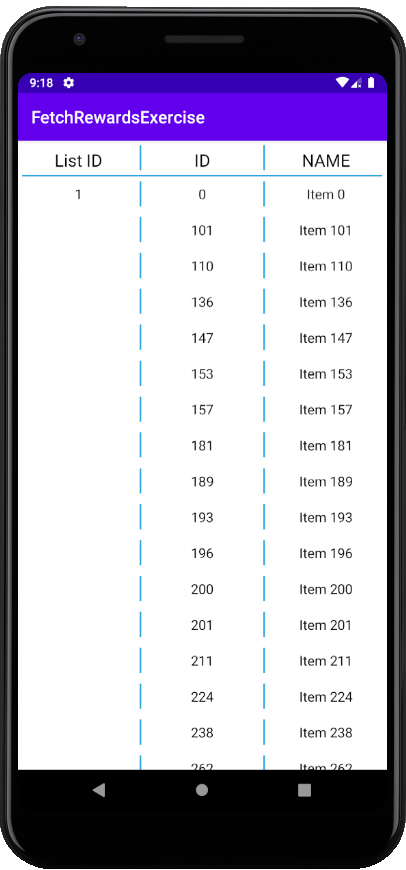 9:18
FetchRewardsExercise
List ID ID NAME
1 0 Item 0
101 Item 101
110 Item 110
136 Item 136
147 Item 147
153 Item 153
157 Item 157
181 Item 181
189 Item 189
193 Item 193
196 Item 196
200 Item 200
201 Item 201
211 Item 211
224 Item 224
238 Item 238
262 Item 262